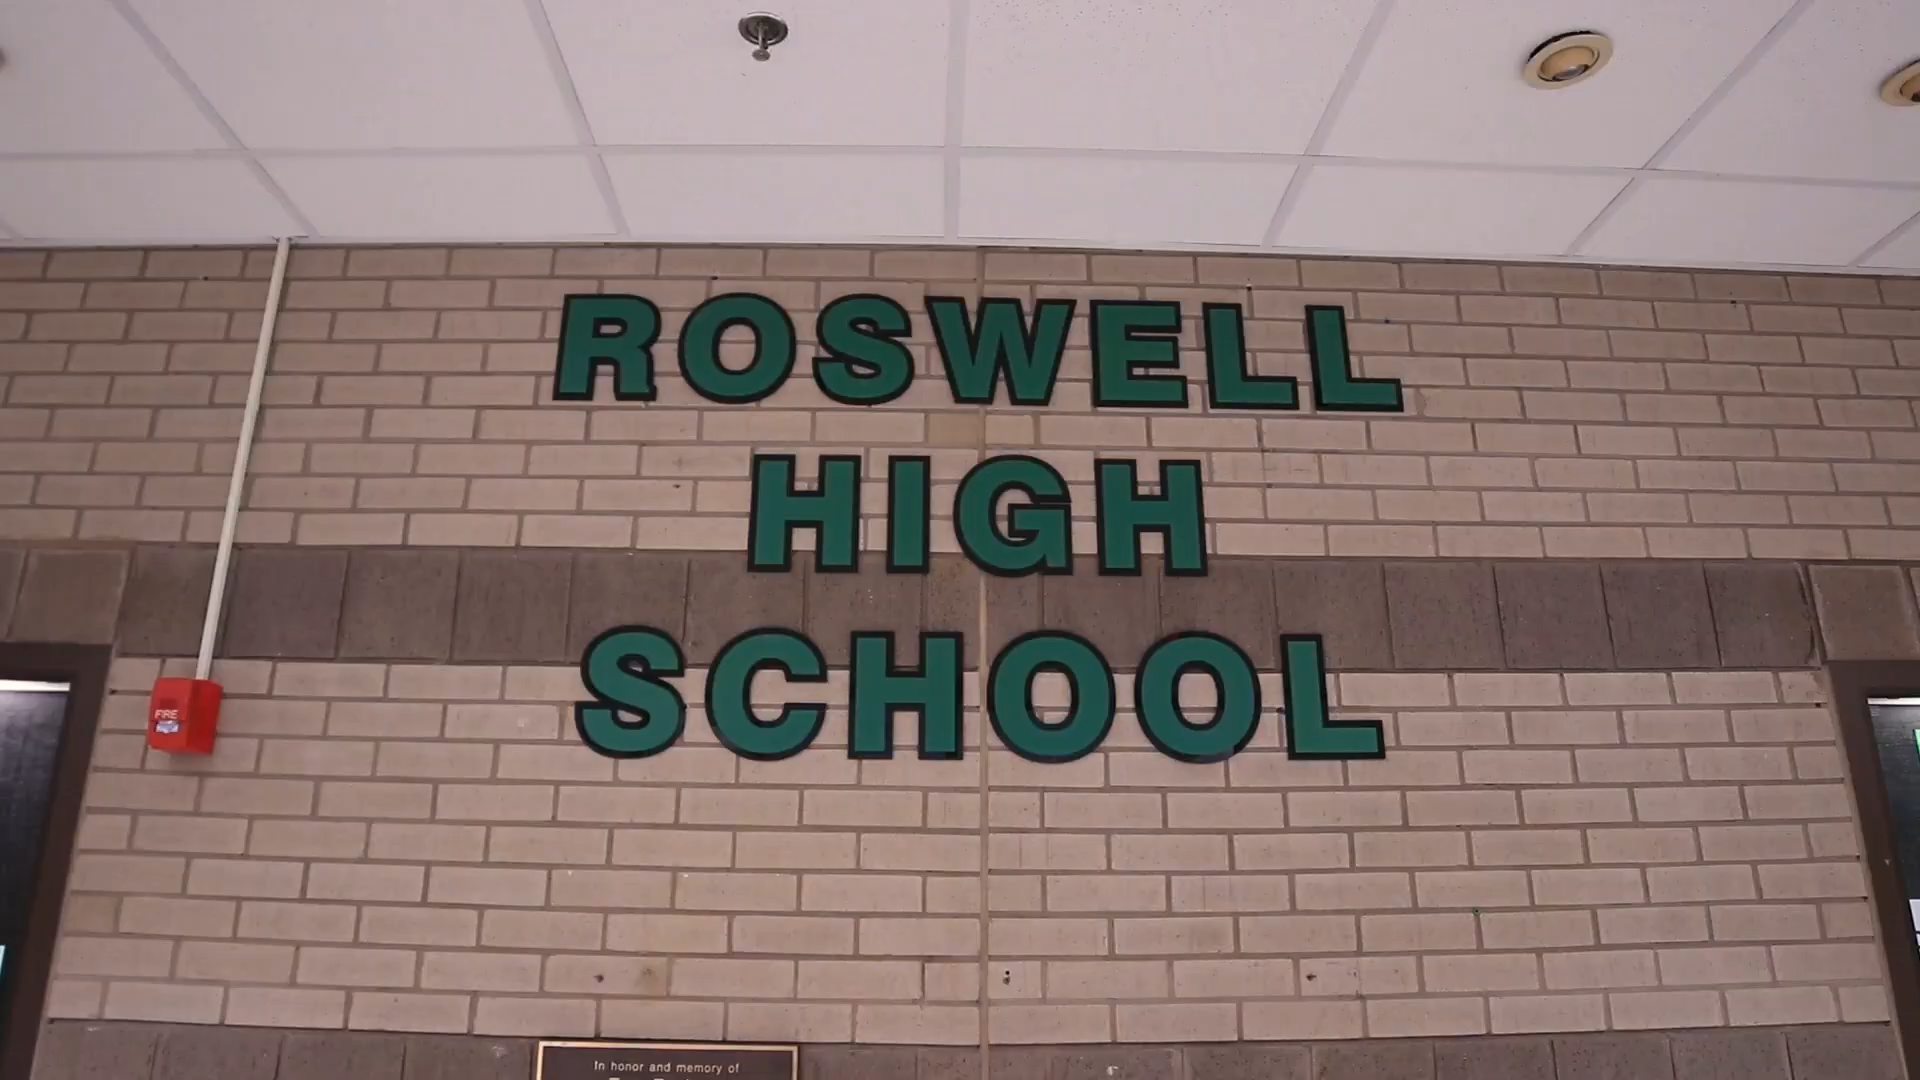 ROSWELL
HIGH
SCHOOL
FIRE
In honor and memory of